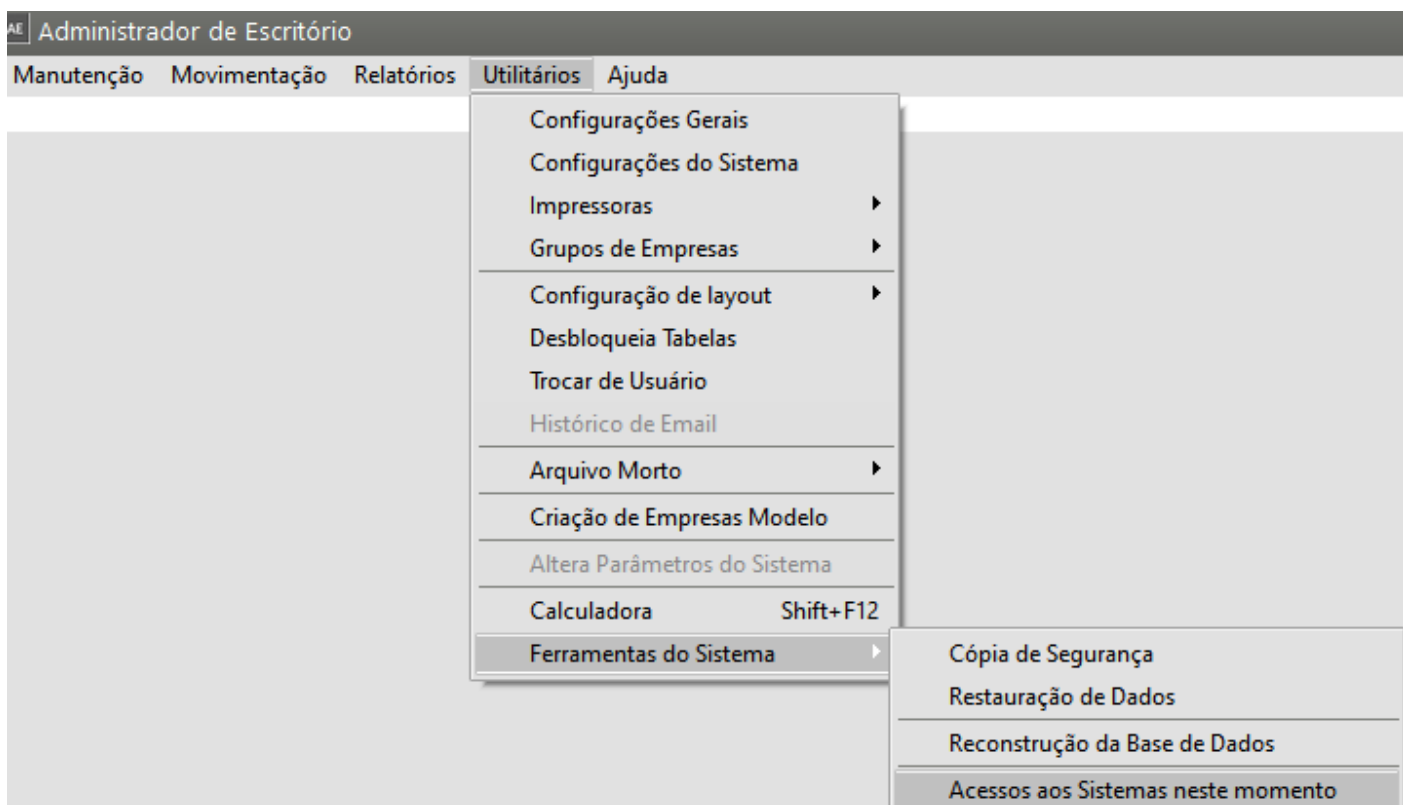 AE Administrador de Escritório
Manutenção Movimentação Relatórios Utilitários Ajuda
Configurações Gerais
Configurações do Sistema
Impressoras
Grupos de Empresas
Configuração de layout
Desbloqueia Tabelas
Trocar de Usuário
Histórico de Email
Arquivo Morto
Criação de Empresas Modelo
Altera Parâmetros do Sistema
Calculadora Shift+F12
Ferramentas do Sistema
Cópia de Segurança
Restauração de Dados
Reconstrução da Base de Dados
Acessos aos Sistemas neste momento